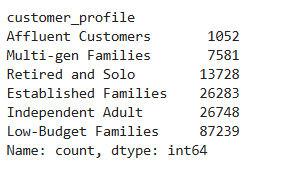 customer_profile
Affluent Customers 1052
Multi-gen Families 7581
Retired and Solo 13728
Established Families 26283
Independent Adult 26748
Low-Budget Families 87239
Name: count, dtype: int64